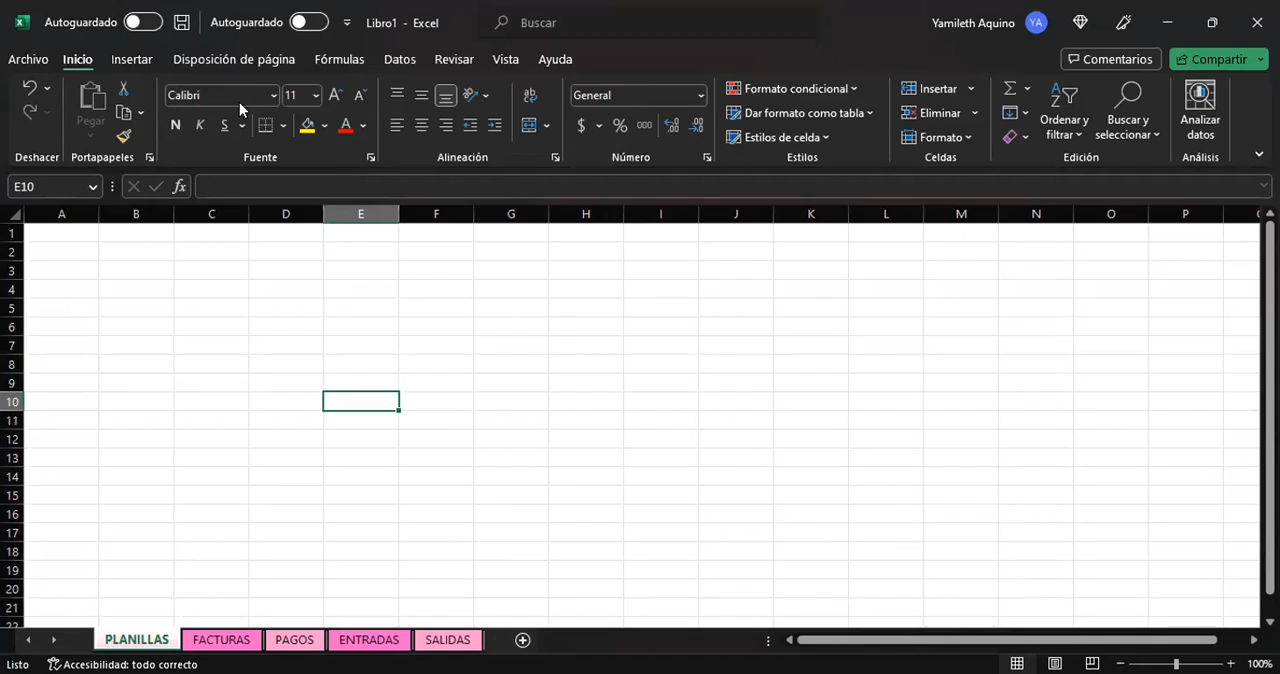 Autoguardado Autoguardado Libro1 - Excel Buscar Yamileth Aquino YA
Archivo Inicio Insertar Disposición de página Fórmulas Datos Revisar Vista Ayuda Comentarios Compartir
Pegar
Calibri 11
N K S
ab
General
$ % 000
Formato condicional
Dar formato como tabla
Estilos de celda
Insertar
Eliminar
Formato
Ordenar y
filtrar
Buscar y
seleccionar
Analizar
datos
Deshacer Portapapeles Fuente Alineación Número Estilos Celdas Edición Análisis
E10 fx
A B C D E F G H I J K L M N O P
1
2
3
4
5
6
7
8
9
10
11
12
13
14
15
16
17
18
19
20
21
22
PLANILLAS FACTURAS PAGOS ENTRADAS SALIDAS
Listo Accesibilidad: todo correcto 100%